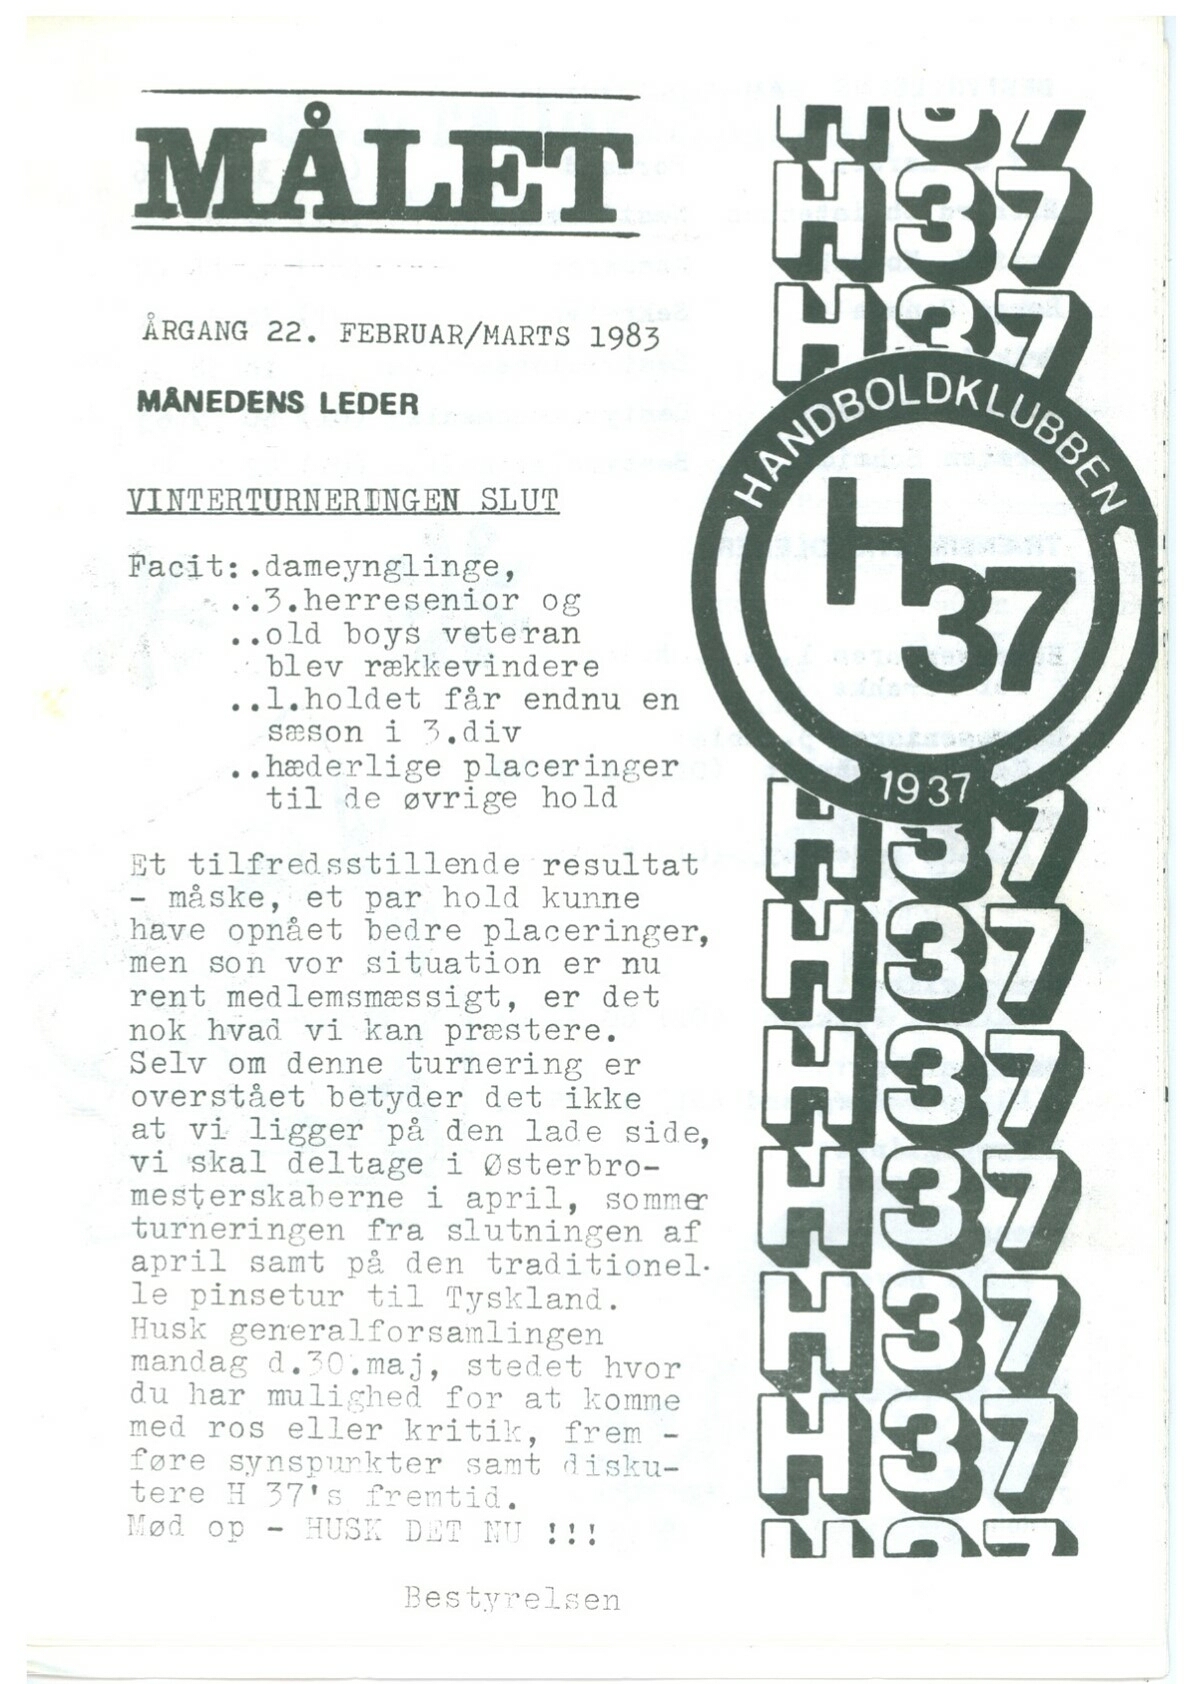 MÅLET
ÅRGANG 22. FEBRUAR/MARTS 1983
MÅNEDENS LEDER
VINTERTURNERINGEN SLUT
Facit: .dameynglinge,
..3.herresenior og
..old boys veteran
blev rækkevindere
..1.holdet får endnu en
sæson i 3.div
..hæderlige placeringer
til de øvrige hold
Et tilfredsstillende resultat
- måske, et par hold kunne
have opnået bedre placeringer,
men son vor situation er nu
rent medlemsmæssigt, er det
nok hvad vi kan præstere.
Selv om denne turnering er
overstået betyder det ikke
at vi ligger på den lade side,
vi skal deltage i Østerbro-
mesterskaberne i april, sommer
turneringen fra slutningen af
april samt på den traditionel-
le pinsetur til Tyskland.
Husk generalforsamlingen
mandag d.30.maj, stedet hvor
du har mulighed for at komme
med ros eller kritik, frem -
føre synspunkter samt disku-
tere H 37's fremtid.
Mød op - HUSK DET NU !!!
Bestyrelsen
H37
H37
H37
HÅNDBOLDKLUBBEN
H37
1937
H37
H37
H37
H37
H37
H37
H37